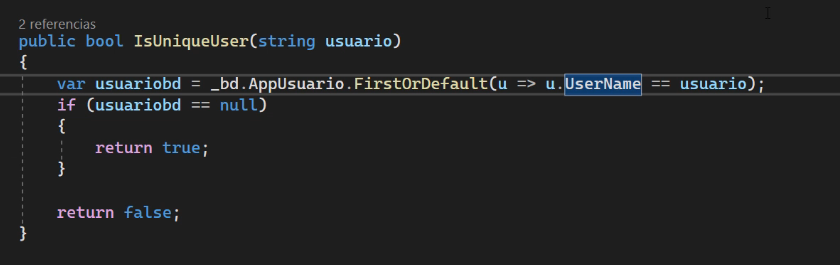 2 referencias
public bool IsUniqueUser(string usuario)
{
var usuariobd = _bd.AppUsuario.FirstOrDefault(u => u.UserName == usuario);
if (usuariobd == null)
{
return true;
}
return false;
}